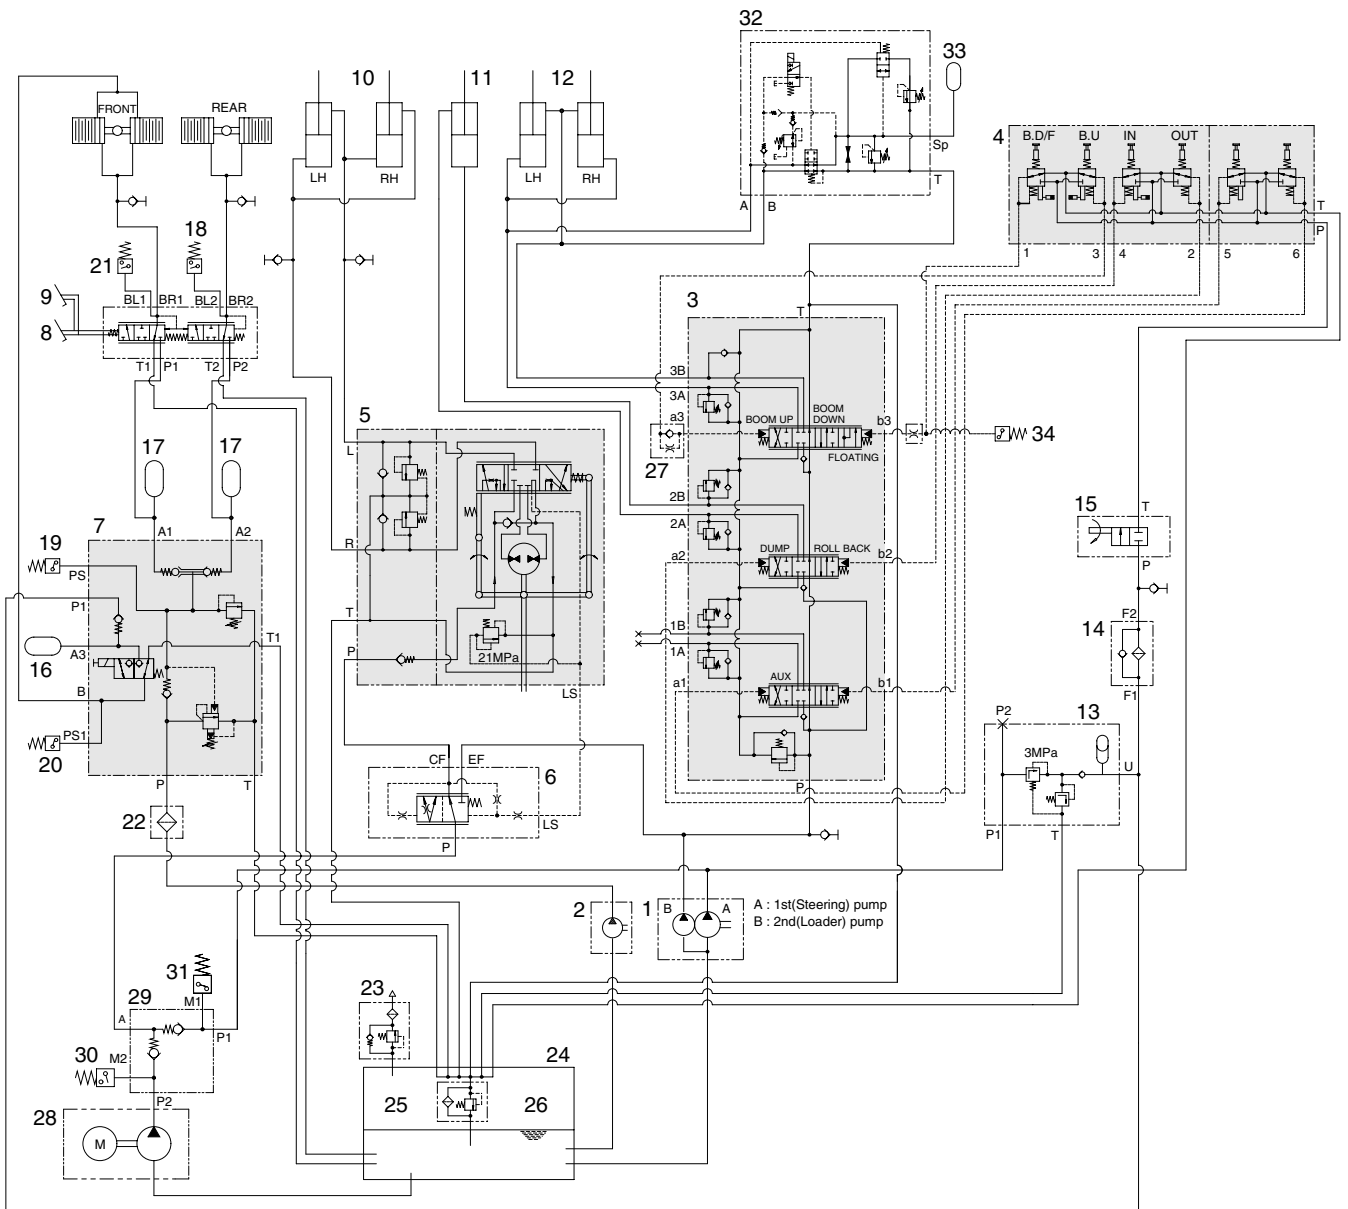 32
33
10
11
12
FRONT
REAR
4
B.D/F
B.U
IN
OUT
E
E
Sp
T
A
B
LH
RH
LH
RH
T
P
1
3
4
2
5
6
18
21
9
8
BL1
BR1
BL2
BR2
T1
P1
T2
P2
3
T
3B
3A
a3
BOOM UP
BOOM
DOWN
FLOATING
b3
27
34
5
L
R
T
P
21MPa
LS
17
17
2B
2A
a2
DUMP
ROLL BACK
b2
15
T
P
7
A1
A2
19
PS
P1
T1
16
A3
B
PS1
20
P
T
1B
1A
a1
AUX
b1
P
14
F2
F1
13
P2
3MPa
U
P1
T
CF
EF
6
LS
P
22
2
1
B
A
A : 1st(Steering) pump
B : 2nd(Loader) pump
31
M1
29
A
P1
30
M2
P2
28
M
23
24
25
26